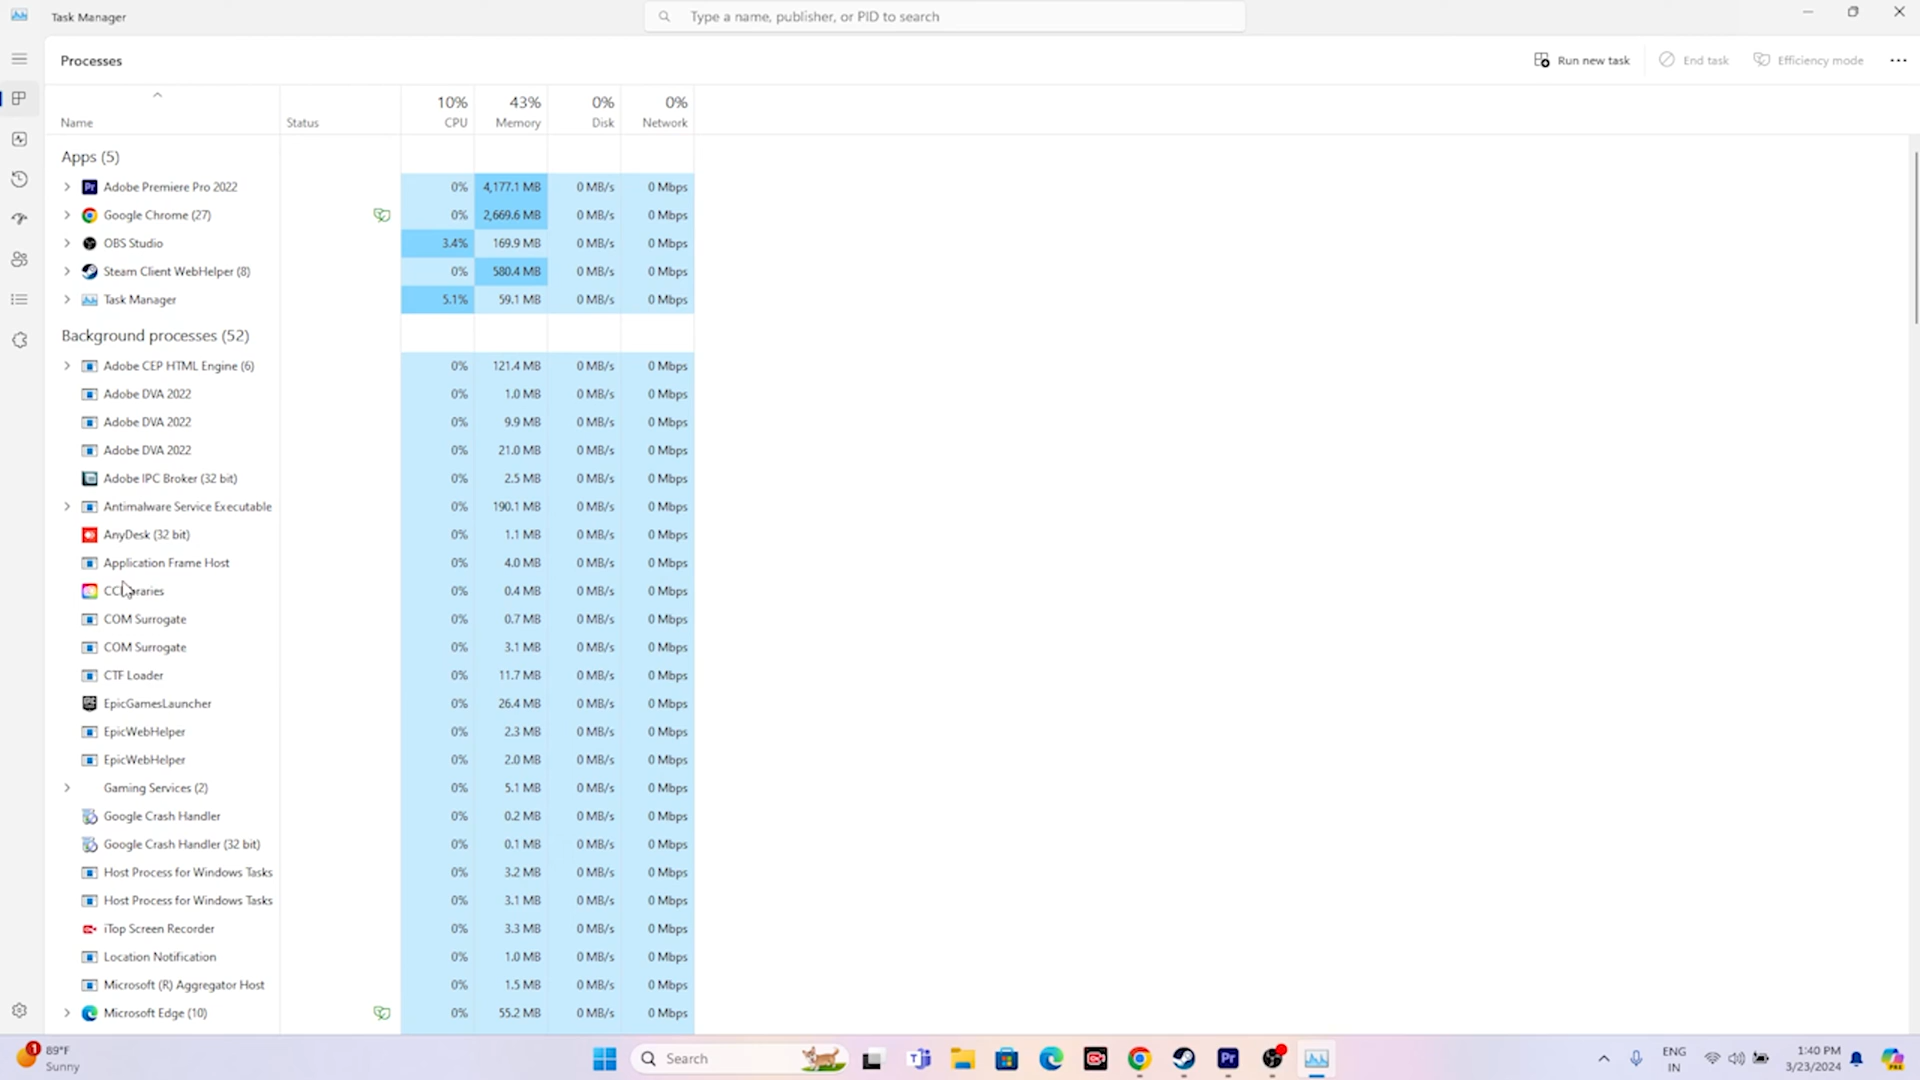 Task Manager
Type a name, publisher, or PID to search
Processes
Run new task
End task
Efficiency mode
10% 43% 0% 0%
Name Status CPU Memory Disk Network
Apps (5)
Adobe Premiere Pro 2022 0% 4,177.1 MB 0 MB/s 0 Mbps
Google Chrome (27) 0% 2,669.6 MB 0 MB/s 0 Mbps
OBS Studio 3.4% 169.9 MB 0 MB/s 0 Mbps
Steam Client WebHelper (8) 0% 580.4 MB 0 MB/s 0 Mbps
Task Manager 5.1% 59.1 MB 0 MB/s 0 Mbps
Background processes (52)
Adobe CEP HTML Engine (6) 0% 121.4 MB 0 MB/s 0 Mbps
Adobe DVA 2022 0% 1.0 MB 0 MB/s 0 Mbps
Adobe DVA 2022 0% 9.9 MB 0 MB/s 0 Mbps
Adobe DVA 2022 0% 21.0 MB 0 MB/s 0 Mbps
Adobe IPC Broker (32 bit) 0% 2.5 MB 0 MB/s 0 Mbps
Antimalware Service Executable 0% 190.1 MB 0 MB/s 0 Mbps
AnyDesk (32 bit) 0% 1.1 MB 0 MB/s 0 Mbps
Application Frame Host 0% 4.0 MB 0 MB/s 0 Mbps
CCLibraries 0% 0.4 MB 0 MB/s 0 Mbps
COM Surrogate 0% 0.7 MB 0 MB/s 0 Mbps
COM Surrogate 0% 3.1 MB 0 MB/s 0 Mbps
CTF Loader 0% 11.7 MB 0 MB/s 0 Mbps
EpicGamesLauncher 0% 26.4 MB 0 MB/s 0 Mbps
EpicWebHelper 0% 2.3 MB 0 MB/s 0 Mbps
EpicWebHelper 0% 2.0 MB 0 MB/s 0 Mbps
Gaming Services (2) 0% 5.1 MB 0 MB/s 0 Mbps
Google Crash Handler 0% 0.2 MB 0 MB/s 0 Mbps
Google Crash Handler (32 bit) 0% 0.1 MB 0 MB/s 0 Mbps
Host Process for Windows Tasks 0% 3.2 MB 0 MB/s 0 Mbps
Host Process for Windows Tasks 0% 3.1 MB 0 MB/s 0 Mbps
iTop Screen Recorder 0% 3.3 MB 0 MB/s 0 Mbps
Location Notification 0% 1.0 MB 0 MB/s 0 Mbps
Microsoft (R) Aggregator Host 0% 1.5 MB 0 MB/s 0 Mbps
Microsoft Edge (10) 0% 55.2 MB 0 MB/s 0 Mbps
1
89°F
Sunny
Search
Pr
ENG
IN
1:40 PM
3/23/2024
PRE